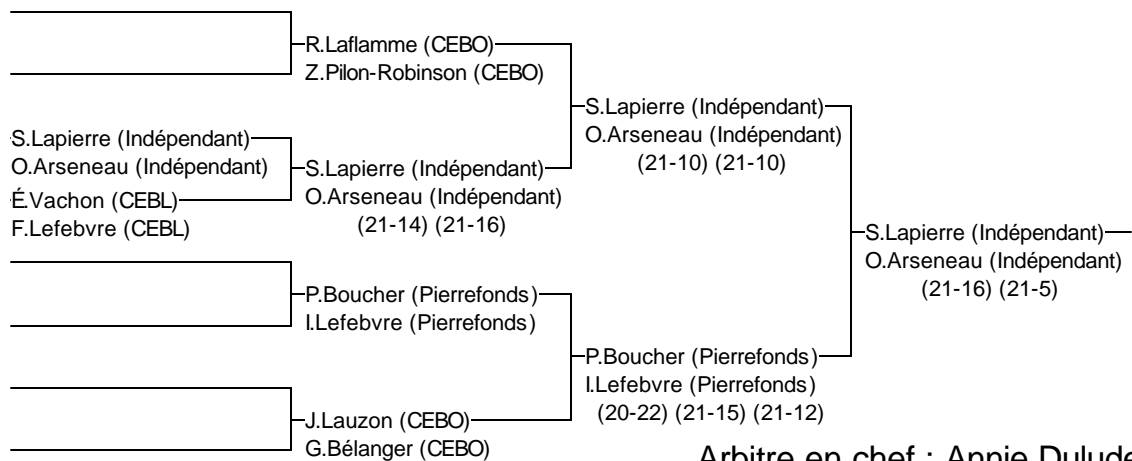 R.Laflamme (CEBO)
Z.Pilon-Robinson (CEBO)
S.Lapierre (Indépendant)
O.Arseneau (Indépendant)
(21-10) (21-10)
S.Lapierre (Indépendant)
O.Arseneau (Indépendant)
É.Vachon (CEBL)
F.Lefebvre (CEBL)
S.Lapierre (Indépendant)
O.Arseneau (Indépendant)
(21-14) (21-16)
S.Lapierre (Indépendant)
O.Arseneau (Indépendant)
(21-16) (21-5)
P.Boucher (Pierrefonds)
I.Lefebvre (Pierrefonds)
P.Boucher (Pierrefonds)
I.Lefebvre (Pierrefonds)
(20-22) (21-15) (21-12)
J.Lauzon (CEBO)
G.Bélanger (CEBO)
Arbitre en chef : Annie Dulude